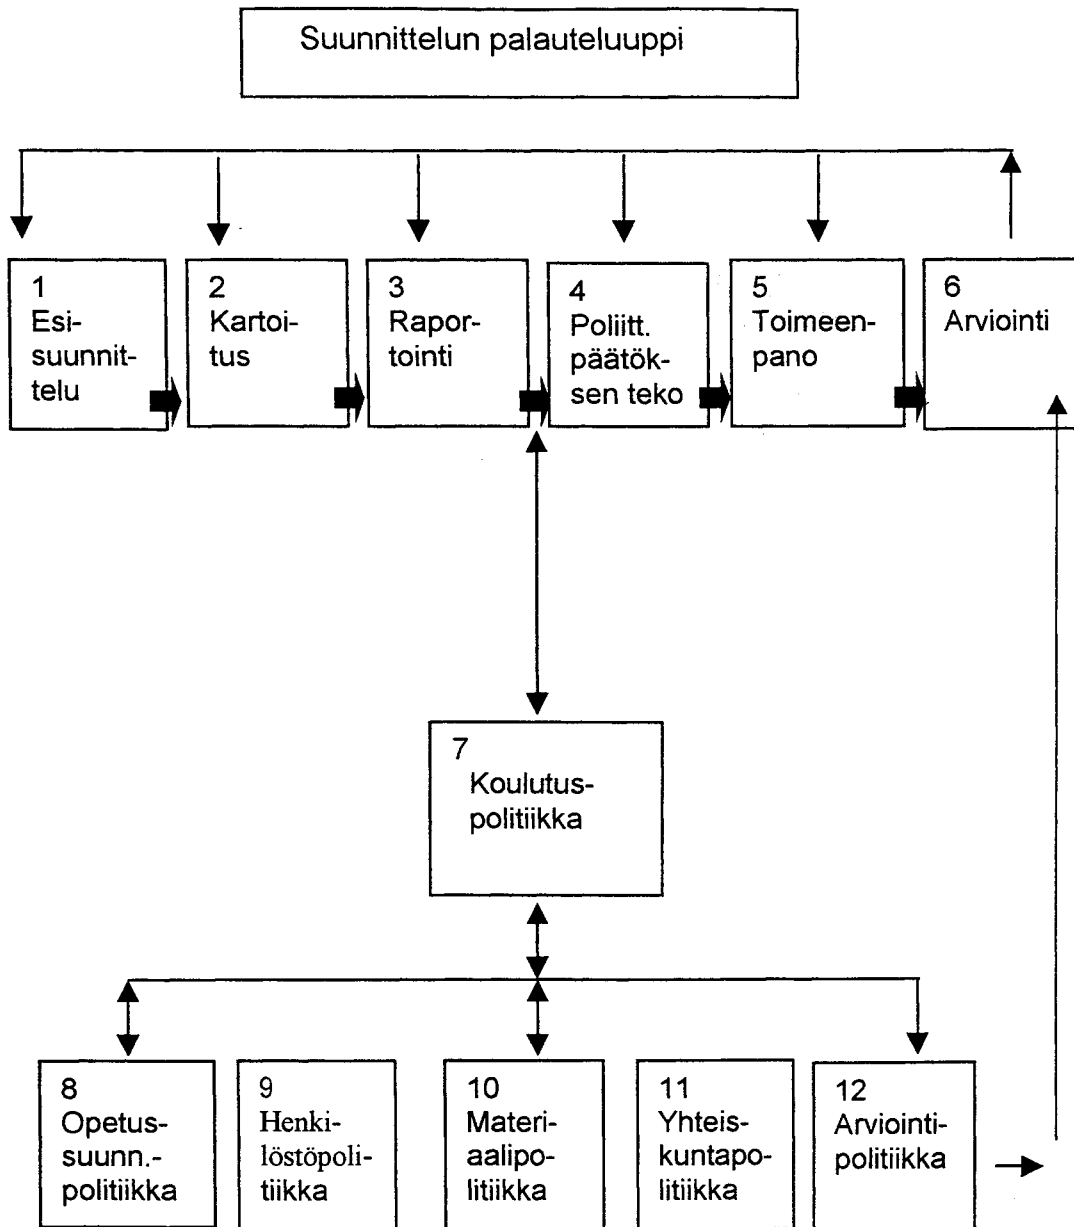 Suunnittelun palauteluuppi
1
Esi-
suunnit-
telu
2
Kartoi-
tus
3
Rapor-
tointi
4
Poliitt.
päätök-
sen teko
5
Toimeen-
pano
6
Arviointi
7
Koulutus-
politiikka
8
Opetus-
suunn.-
politiikka
9
Henki-
löstöpoli-
tiikka
10
Materi-
aalipo-
litiikka
11
Yhteis-
kuntapo-
litiikka
12
Arviointi-
politiikka